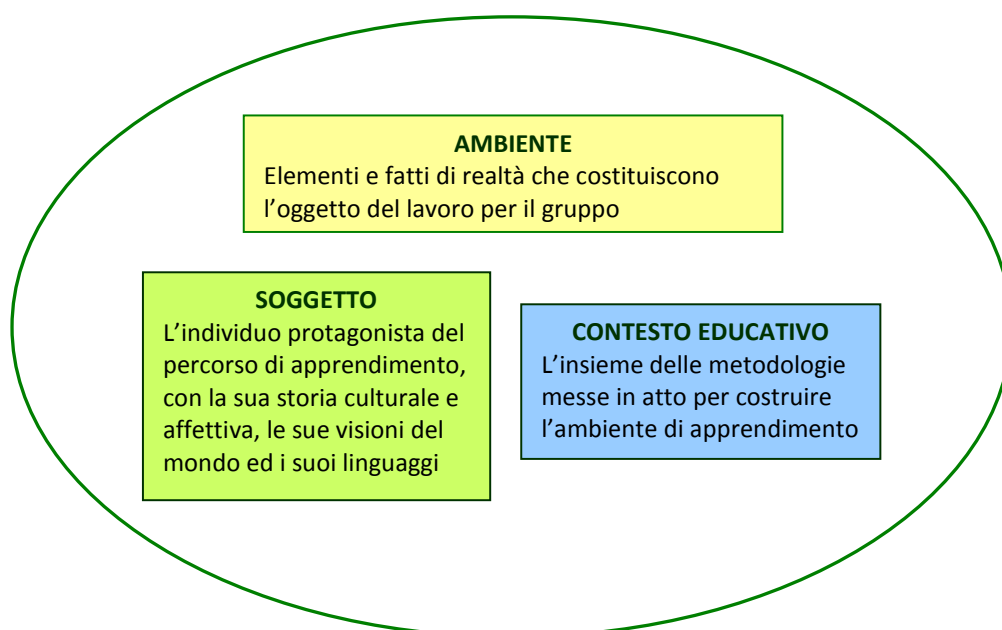 AMBIENTE
Elementi e fatti di realtà che costituiscono
l’oggetto del lavoro per il gruppo
SOGGETTO
L’individuo protagonista del
percorso di apprendimento,
con la sua storia culturale e
affettiva, le sue visioni del
mondo ed i suoi linguaggi
CONTESTO EDUCATIVO
L’insieme delle metodologie
messe in atto per costruire
l’ambiente di apprendimento